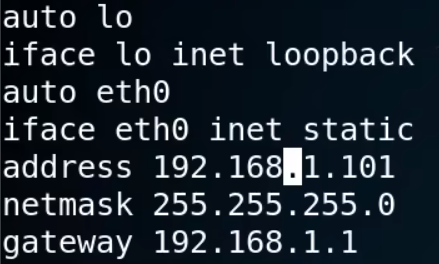 auto lo
iface lo inet loopback
auto eth0
iface eth0 inet static
address 192.168.1.101
netmask 255.255.255.0
gateway 192.168.1.1